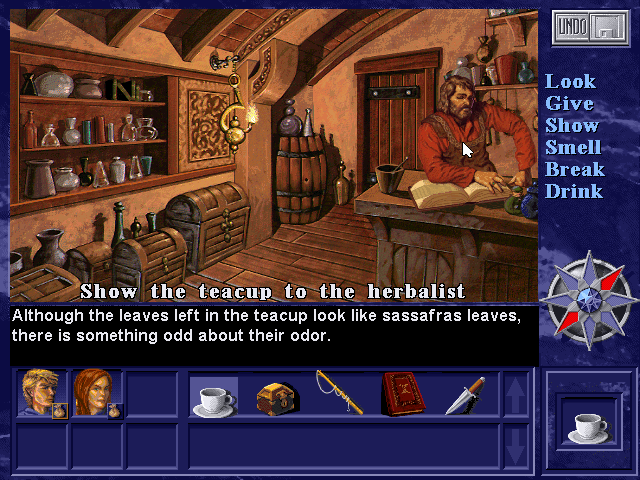 UNDO
Look
Give
Show
Smell
Break
Drink
Show the teacup to the herbalist
Although the leaves left in the teacup look like sassafras leaves,
there is something odd about their odor.